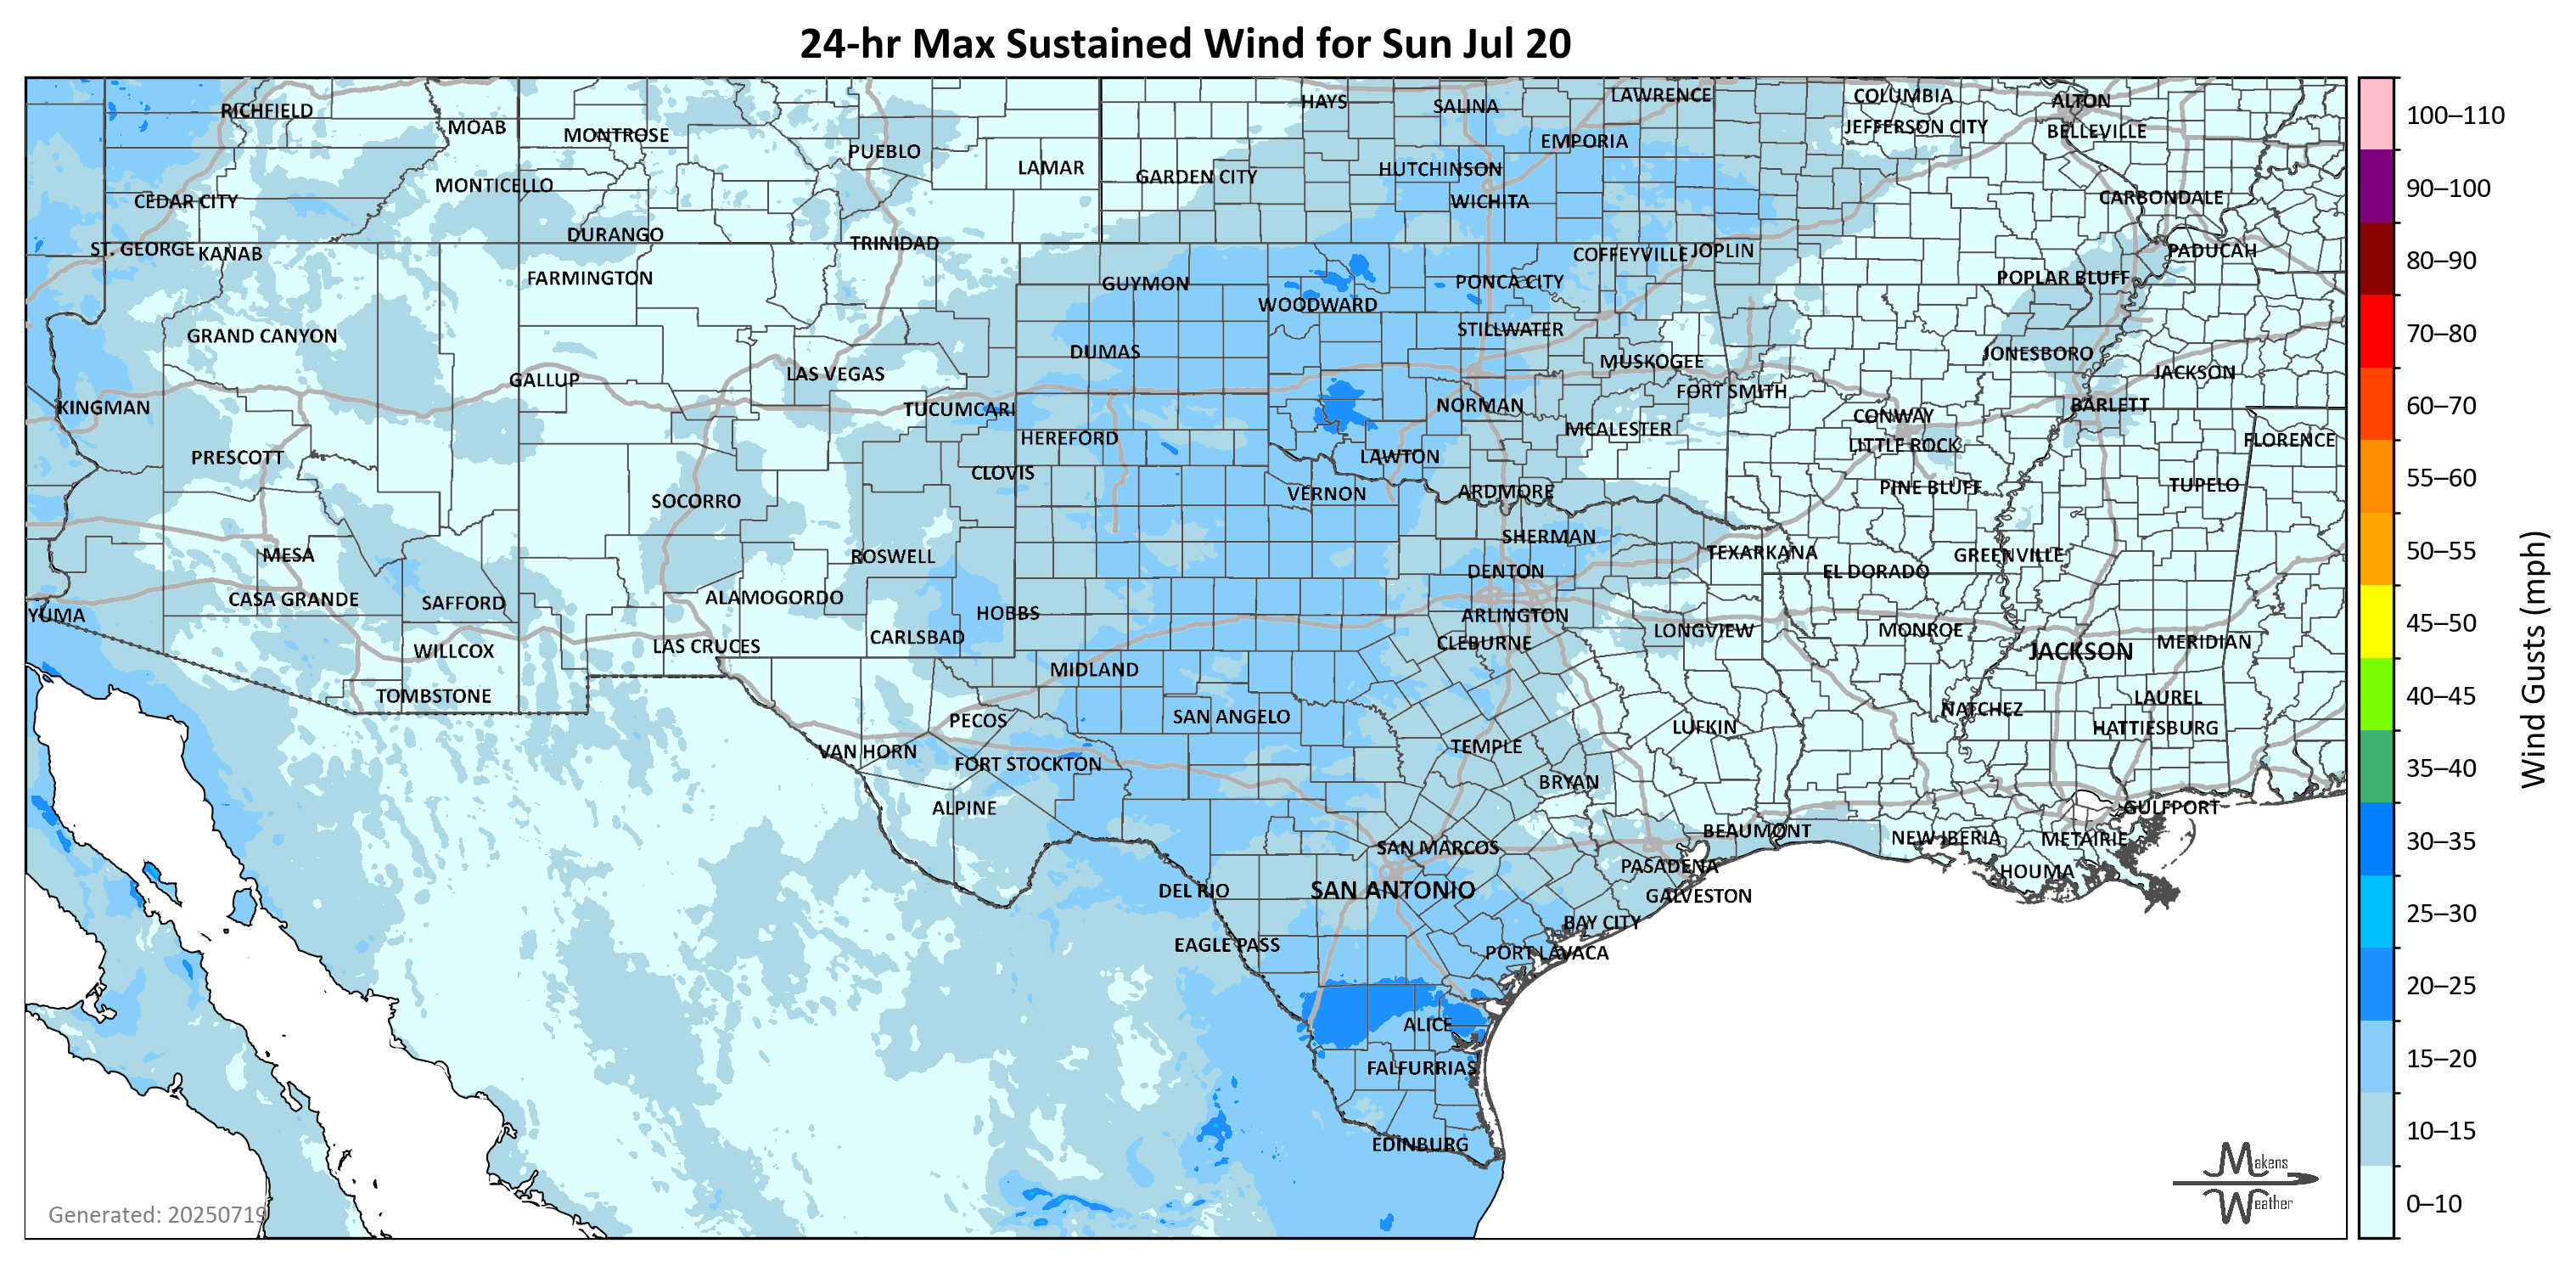 24-hr Max Sustained Wind for Sun Jul 20
RICHFIELD
MOAB
MONTROSE
PUEBLO
LAMAR
HAYS
SALINA
LAWRENCE
COLUMBIA
ALTON
JEFFERSON CITY
BELLEVILLE
EMPORIA
HUTCHINSON
GARDEN CITY
MONTICELLO
CEDAR CITY
WICHITA
CARBONDALE
DURANGO
TRINIDAD
ST. GEORGE
KANAB
COFFEYVILLE
JOPLIN
PADUCAH
FARMINGTON
GUYMON
PONCA CITY
POPLAR BLUFF
WOODWARD
GRAND CANYON
STILLWATER
DUMAS
MUSKOGEE
JONESBORO
GALLUP
LAS VEGAS
JACKSON
FORT SMITH
KINGMAN
TUCUMCARI
NORMAN
CONWAY
BARLETT
HEREFORD
MCALESTER
LITTLE ROCK
FLORENCE
PRESCOTT
CLOVIS
LAWTON
SOCORRO
VERNON
ARDMORE
PINE BLUFF
TUPELO
SHERMAN
MESA
ROSWELL
TEXARKANA
GREENVILLE
DENTON
EL DORADO
CASA GRANDE
SAFFORD
ALAMOGORDO
HOBBS
ARLINGTON
YUMA
CARLSBAD
CLEBURNE
LONGVIEW
MONROE
WILLCOX
LAS CRUCES
JACKSON
MERIDIAN
MIDLAND
TOMBSTONE
LAUREL
PECOS
SAN ANGELO
NATCHEZ
LUFKIN
HATTIESBURG
VAN HORN
FORT STOCKTON
TEMPLE
BRYAN
ALPINE
GULFPORT
BEAUMONT
NEW IBERIA
METAIRIE
SAN MARCOS
PASADENA
HOUMA
DEL RIO
SAN ANTONIO
GALVESTON
BAY CITY
EAGLE PASS
PORT LAVACA
ALICE
FALFURRIAS
EDINBURG
Generated: 20250719
Makens
Weather
100–110
90–100
80–90
70–80
60–70
55–60
50–55
45–50
40–45
35–40
30–35
25–30
20–25
15–20
10–15
0–10
Wind Gusts (mph)